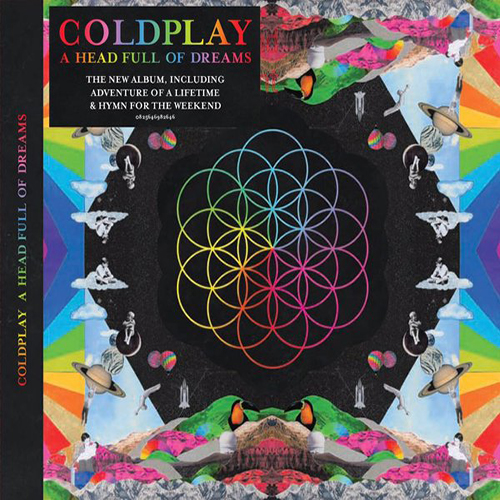 COLDPLAY
A HEAD FULL OF DREAMS
THE NEW ALBUM, INCLUDING
ADVENTURE OF A LIFETIME
& HYMN FOR THE WEEKEND
0825646982646
COLDPLAY A HEAD FULL OF DREAMS